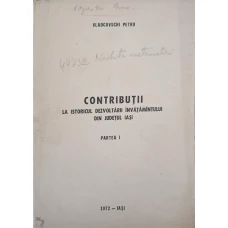 VLADCOVSCHI PETRU
CONTRIBUȚII
LA ISTORICUL DEZVOLTĂRII ÎNVĂȚĂMÎNTULUI
DIN JUDEȚUL IAȘI
PARTEA I
1972 – IAȘI